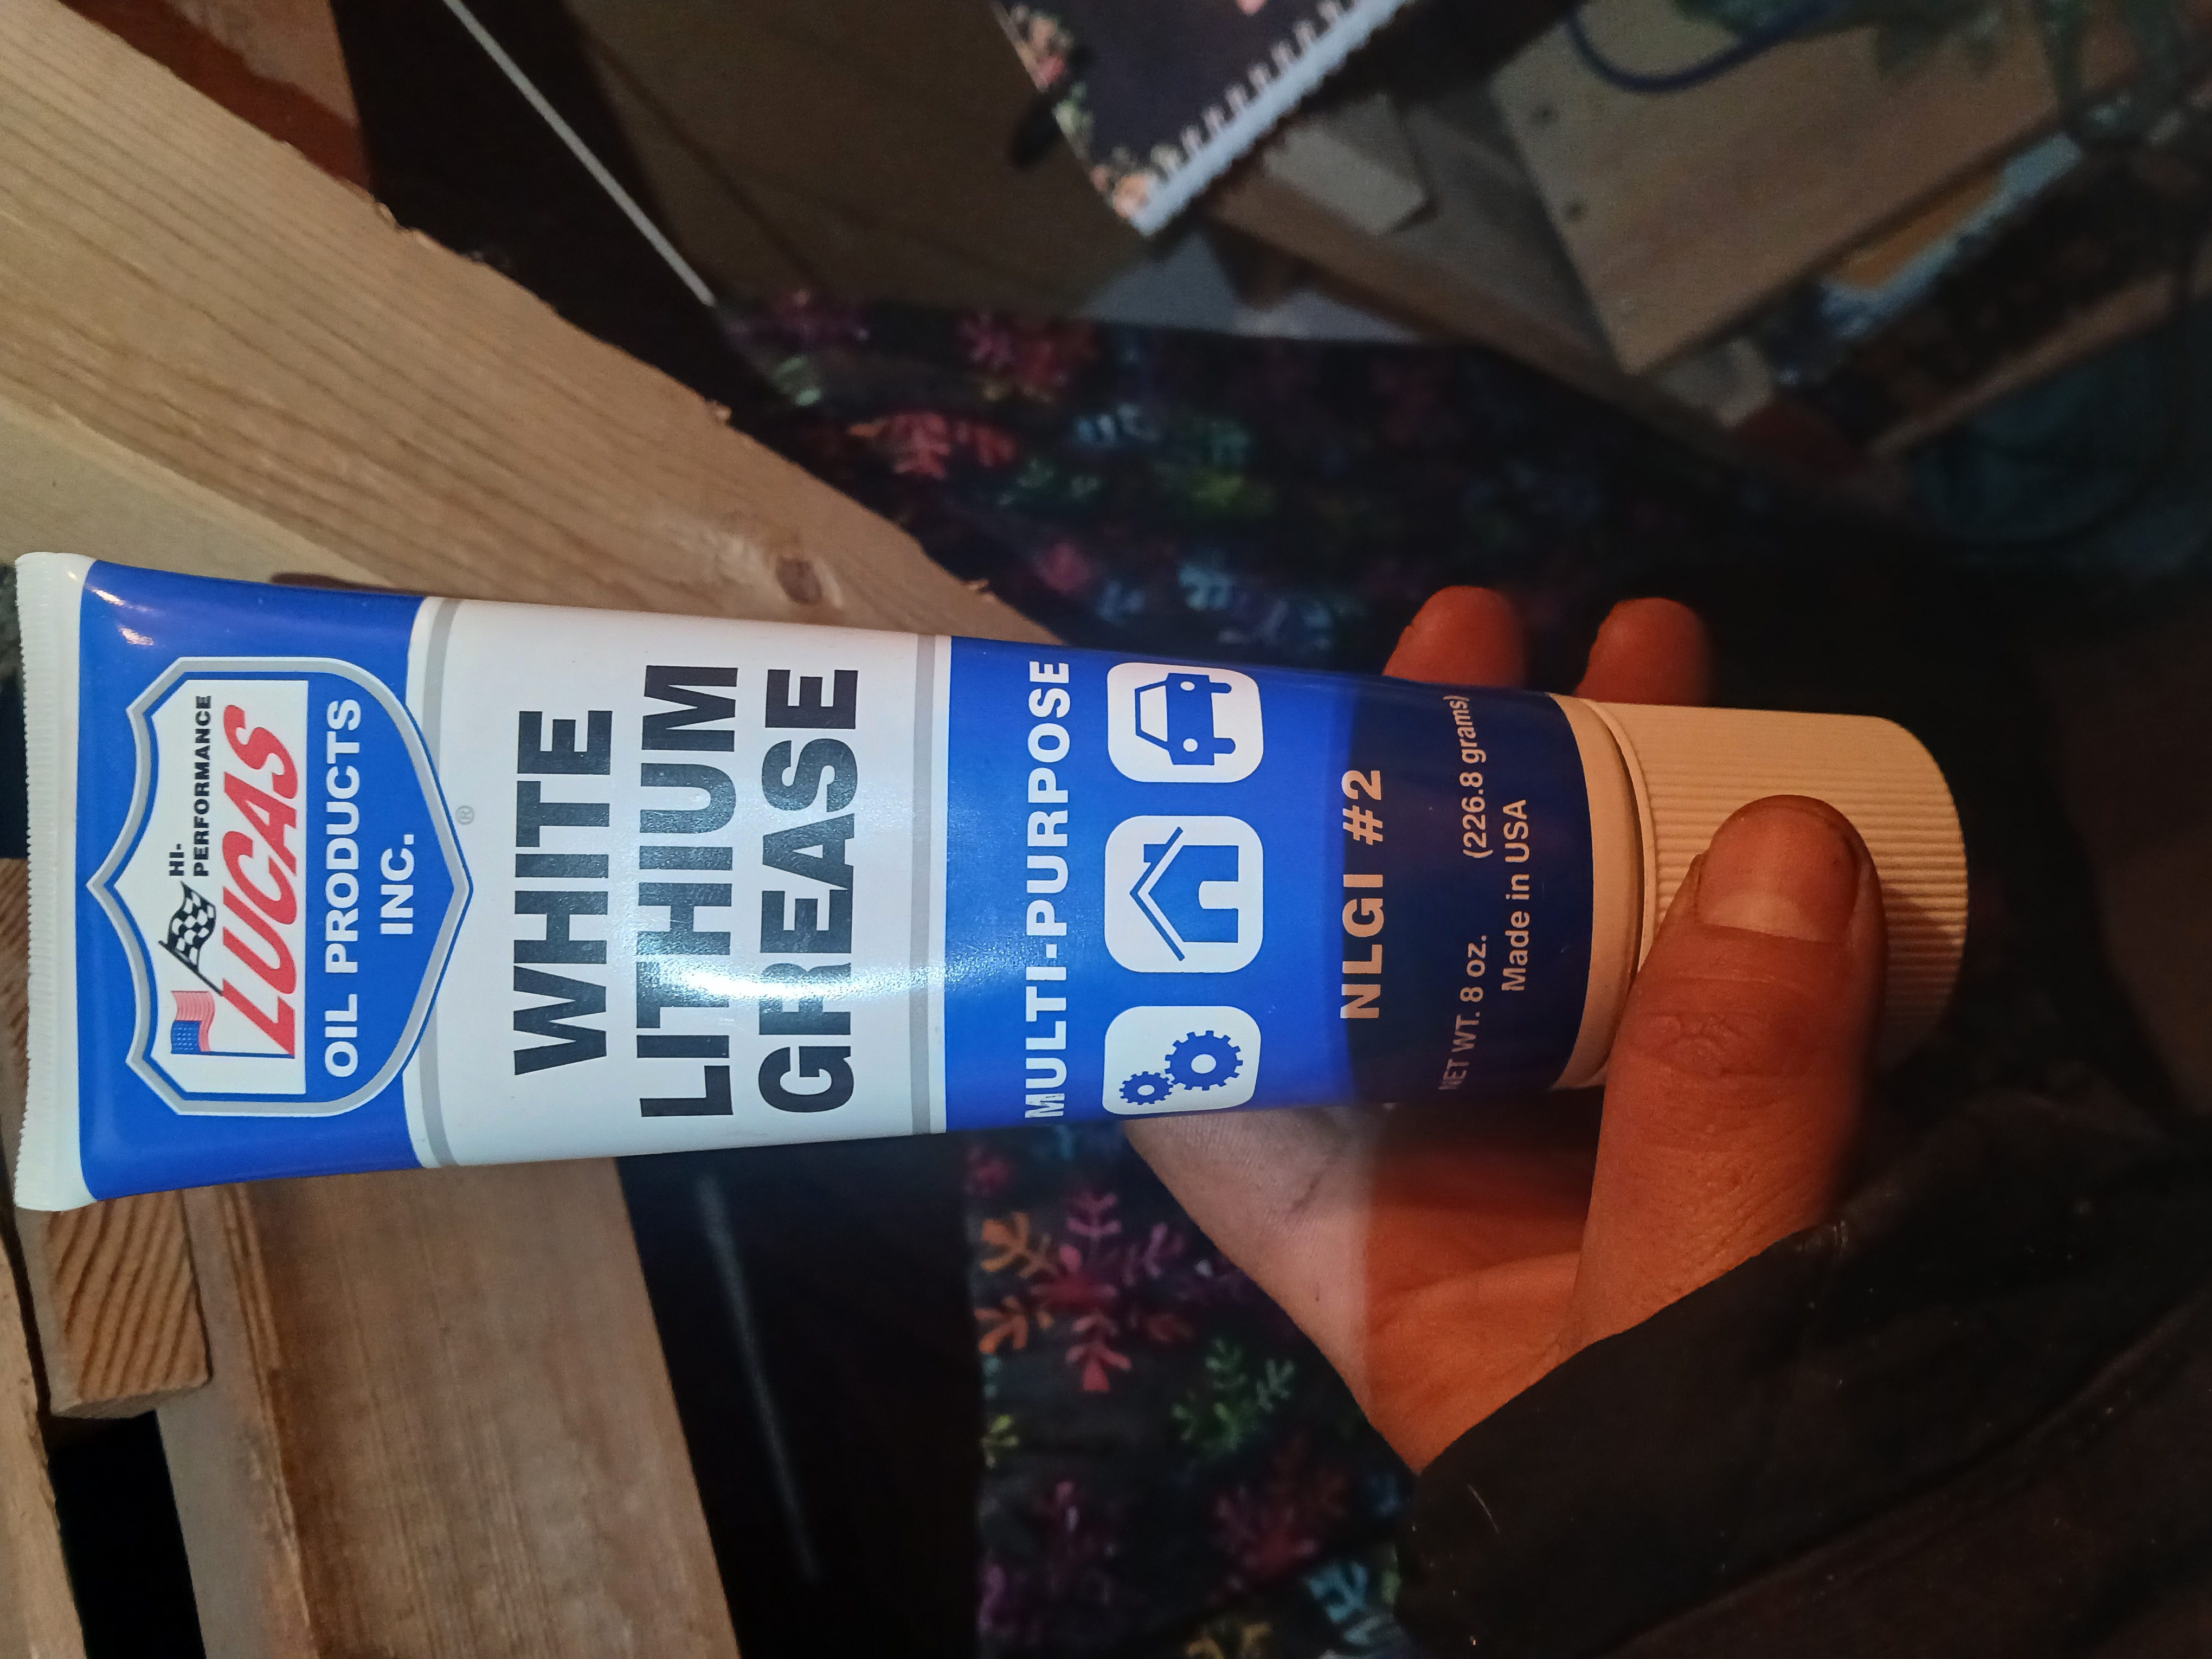 HI-
PERFORMANCE
LUCAS
OIL PRODUCTS
INC.
®
WHITE
LITHIUM
GREASE
MULTI-PURPOSE
NLGI #2
NET WT. 8 oz. (226.8 grams)
Made in USA